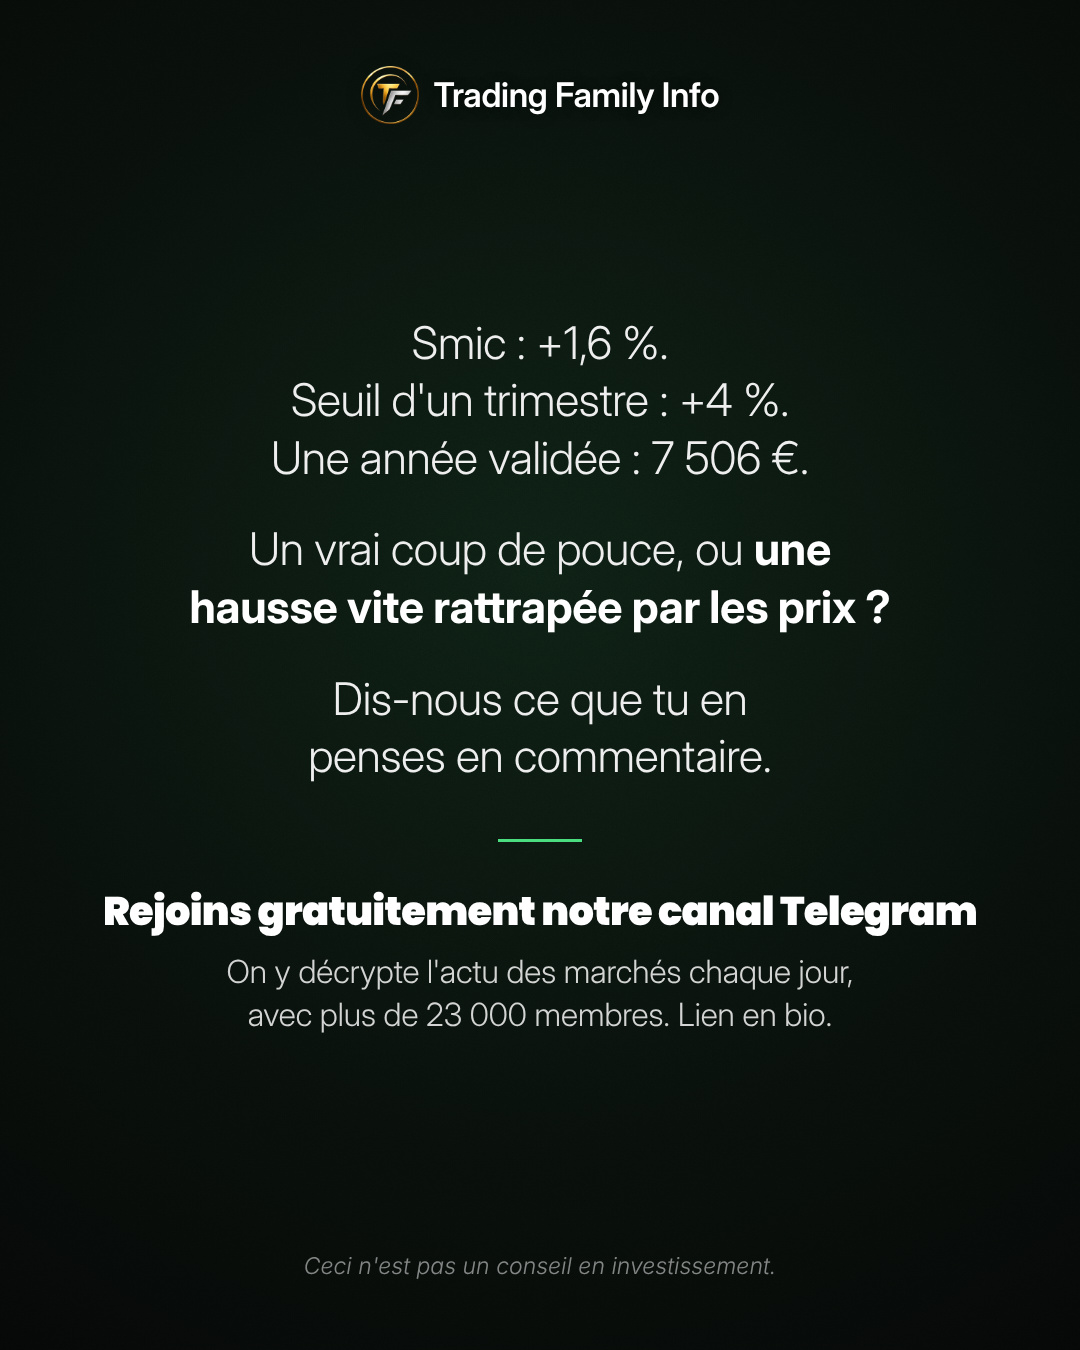 TF Trading Family Info
Smic : +1,6 %.
Seuil d'un trimestre : +4 %.
Une année validée : 7 506 €.
Un vrai coup de pouce, ou une
hausse vite rattrapée par les prix ?
Dis-nous ce que tu en
penses en commentaire.
Rejoins gratuitement notre canal Telegram
On y décrypte l'actu des marchés chaque jour,
avec plus de 23 000 membres. Lien en bio.
Ceci n'est pas un conseil en investissement.